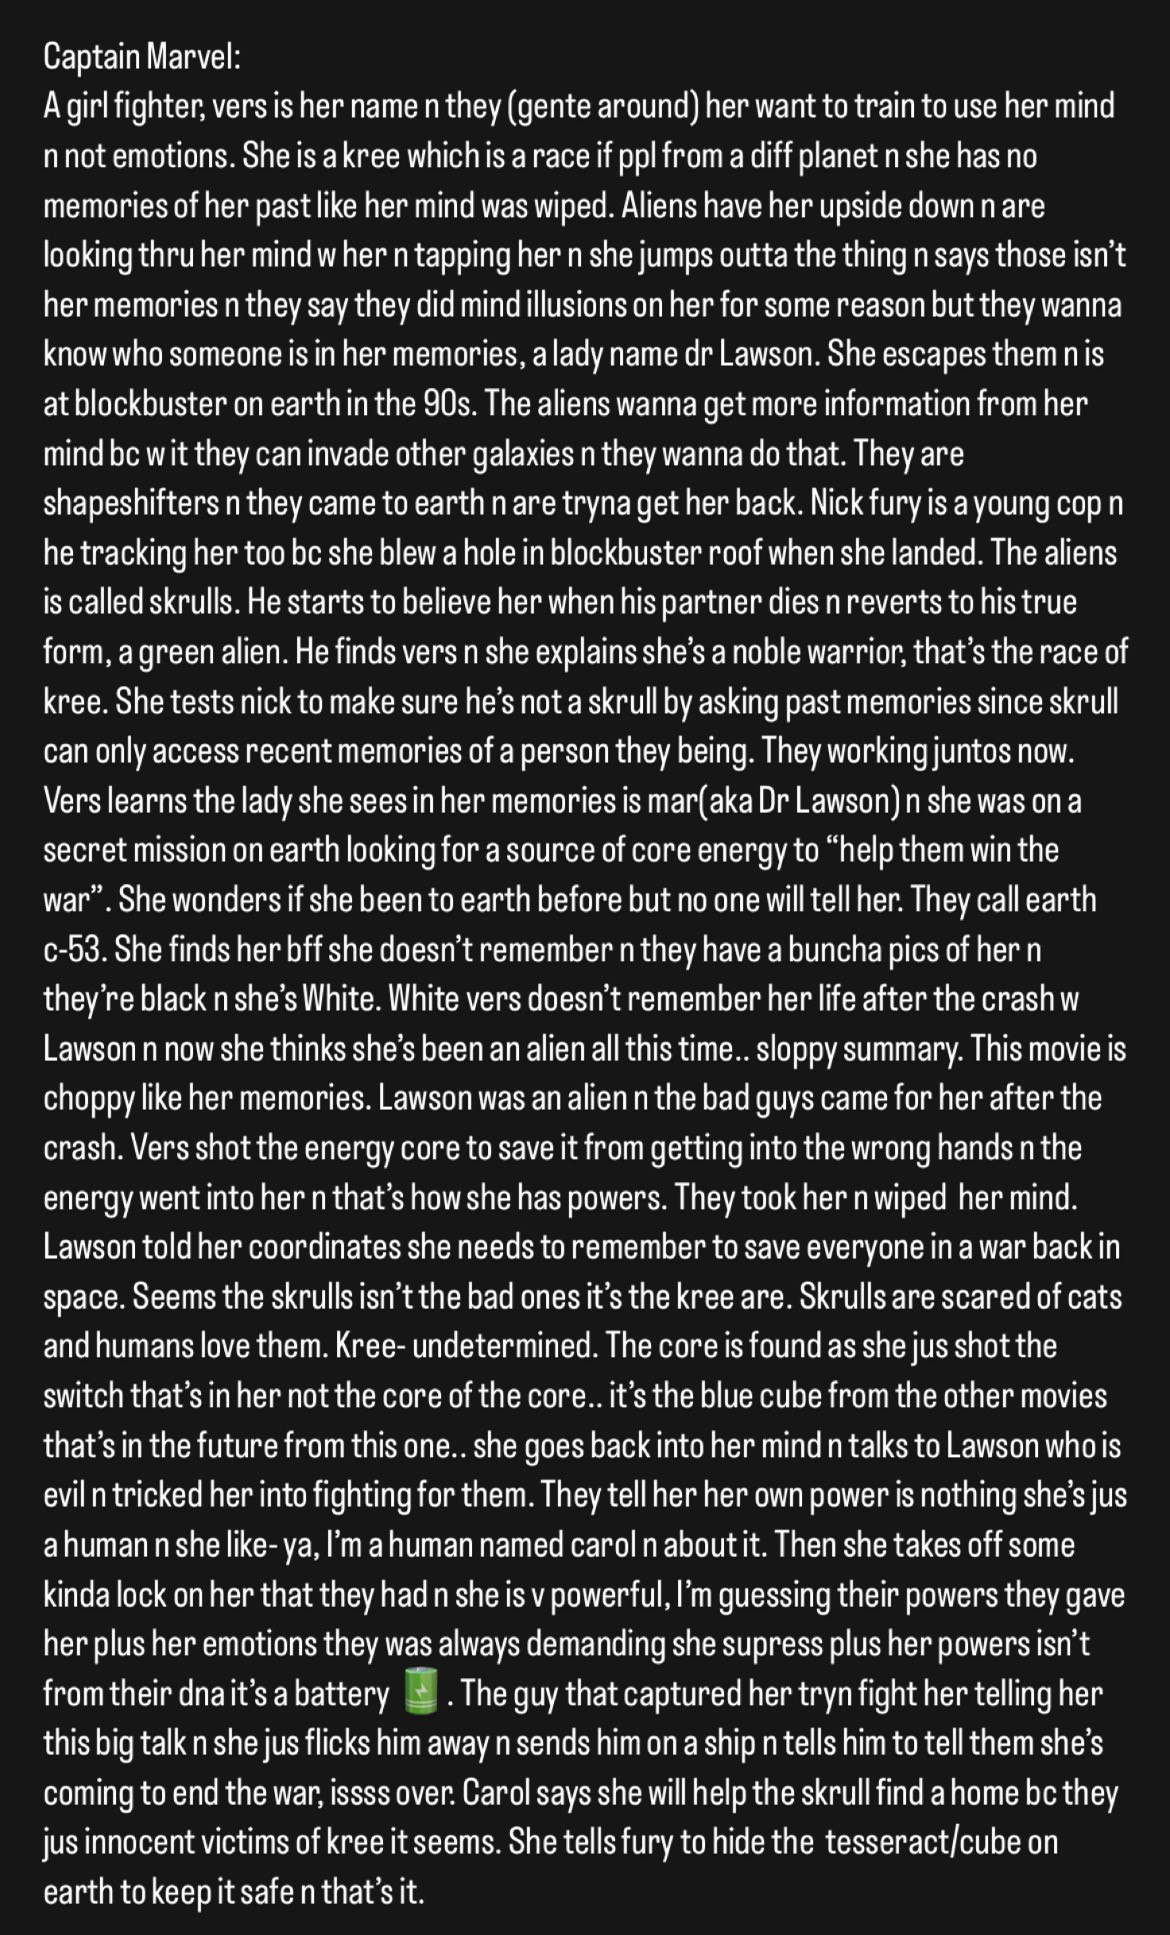 Captain Marvel:
A girl fighter, vers is her name n they (gente around) her want to train to use her mind
n not emotions. She is a kree which is a race if ppl from a diff planet n she has no
memories of her past like her mind was wiped. Aliens have her upside down n are
looking thru her mind w her n tapping her n she jumps outta the thing n says those isn’t
her memories n they say they did mind illusions on her for some reason but they wanna
know who someone is in her memories, a lady name dr Lawson. She escapes them n is
at blockbuster on earth in the 90s. The aliens wanna get more information from her
mind bc w it they can invade other galaxies n they wanna do that. They are
shapeshifters n they came to earth n are tryna get her back. Nick fury is a young cop n
he tracking her too bc she blew a hole in blockbuster roof when she landed. The aliens
is called skrulls. He starts to believe her when his partner dies n reverts to his true
form, a green alien. He finds vers n she explains she’s a noble warrior, that’s the race of
kree. She tests nick to make sure he’s not a skrull by asking past memories since skrull
can only access recent memories of a person they being. They working juntos now.
Vers learns the lady she sees in her memories is mar(aka Dr Lawson) n she was on a
secret mission on earth looking for a source of core energy to “help them win the
war”. She wonders if she been to earth before but no one will tell her. They call earth
c-53. She finds her bff she doesn’t remember n they have a buncha pics of her n
they’re black n she’s White. White vers doesn’t remember her life after the crash w
Lawson n now she thinks she’s been an alien all this time.. sloppy summary. This movie is
choppy like her memories. Lawson was an alien n the bad guys came for her after the
crash. Vers shot the energy core to save it from getting into the wrong hands n the
energy went into her n that’s how she has powers. They took her n wiped  her mind.
Lawson told her coordinates she needs to remember to save everyone in a war back in
space. Seems the skrulls isn’t the bad ones it’s the kree are. Skrulls are scared of cats
and humans love them. Kree- undetermined. The core is found as she jus shot the
switch that’s in her not the core of the core.. it’s the blue cube from the other movies
that’s in the future from this one.. she goes back into her mind n talks to Lawson who is
evil n tricked her into fighting for them. They tell her her own power is nothing she’s jus
a human n she like- ya, I’m a human named carol n about it. Then she takes off some
kinda lock on her that they had n she is v powerful, I’m guessing their powers they gave
her plus her emotions they was always demanding she supress plus her powers isn’t
from their dna it’s a battery 🔋 . The guy that captured her tryn fight her telling her
this big talk n she jus flicks him away n sends him on a ship n tells him to tell them she’s
coming to end the war, issss over. Carol says she will help the skrull find a home bc they
jus innocent victims of kree it seems. She tells fury to hide the  tesseract/cube on
earth to keep it safe n that’s it.